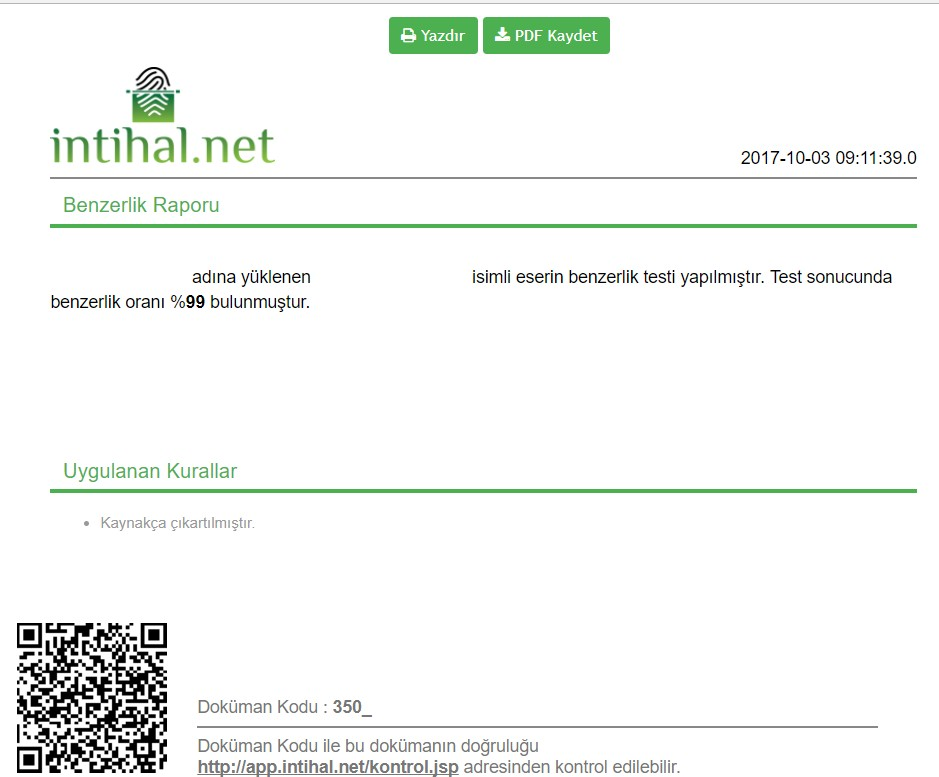 Yazdır PDF Kaydet
intihal.net
2017-10-03 09:11:39.0
Benzerlik Raporu
adına yüklenen isimli eserin benzerlik testi yapılmıştır. Test sonucunda
benzerlik oranı %99 bulunmuştur.
Uygulanan Kurallar
• Kaynakça çıkartılmıştır.
Doküman Kodu : 350_
Doküman Kodu ile bu dokümanın doğruluğu
http://app.intihal.net/kontrol.jsp adresinden kontrol edilebilir.